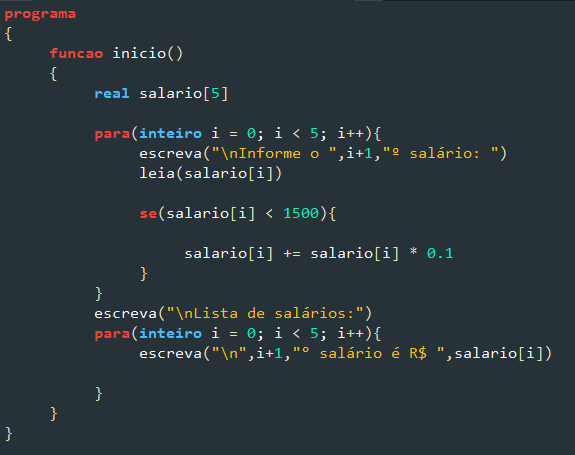 programa
{
funcao inicio()
{
real salario[5]
para(inteiro i = 0; i < 5; i++){
escreva("\nInforme o ",i+1,"º salário: ")
leia(salario[i])
se(salario[i] < 1500){
salario[i] += salario[i] * 0.1
}
}
escreva("\nLista de salários:")
para(inteiro i = 0; i < 5; i++){
escreva("\n",i+1,"º salário é R$ ",salario[i])
}
}
}